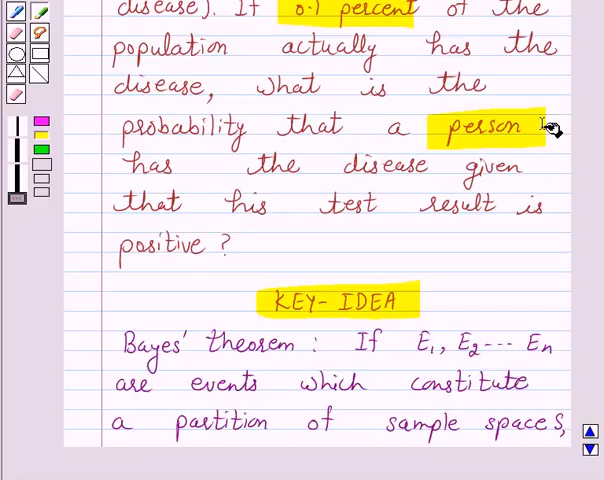 disease). If 0.1 percent of the
population actually has the
disease, what is the
probability that a person
has the disease given
that his test result is
positive ?
KEY-IDEA
Bayes' theorem : If E1, E2 --- En
are events which constitute
a partition of sample space S,